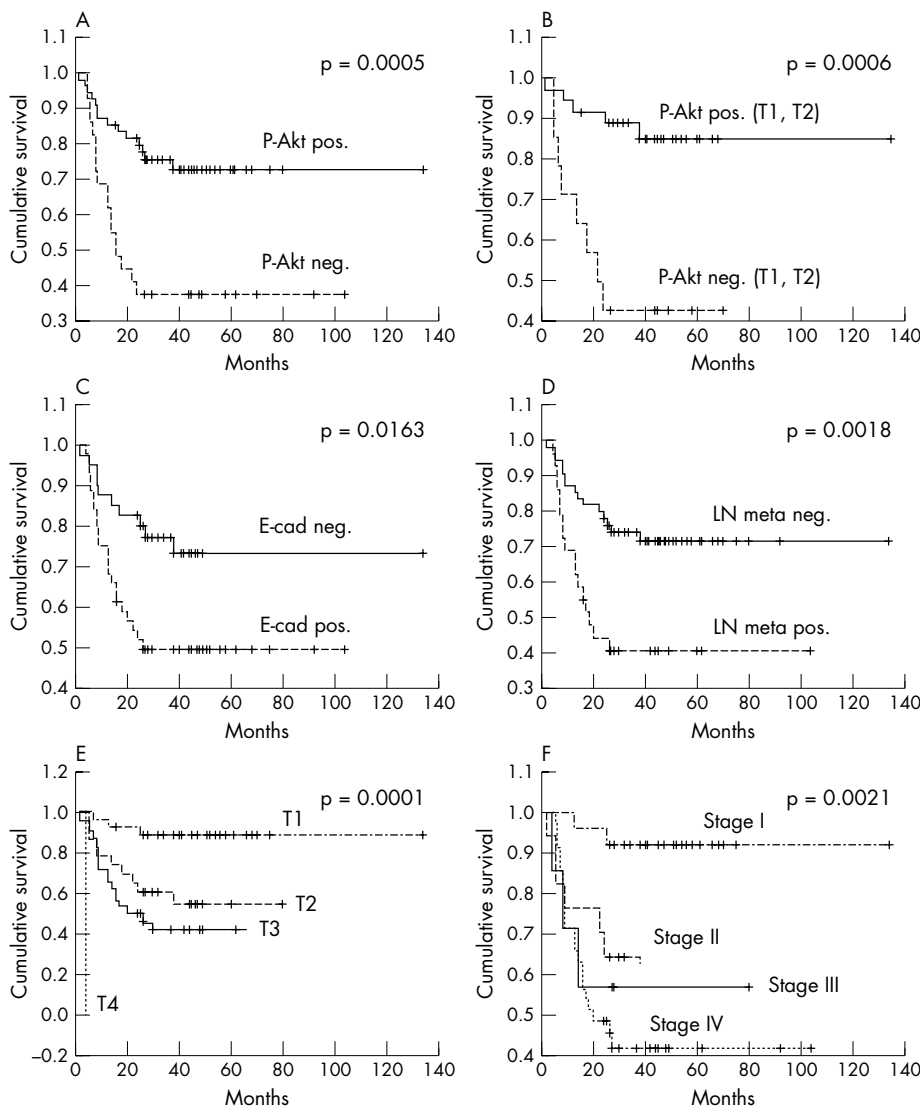 A
1.1
1.0
0.9
0.8
0.7
0.6
0.5
0.4
0.3
0 20 40 60 80 100 120 140
Cumulative survival
Months
p = 0.0005
P-Akt pos.
P-Akt neg.
B
1.1
1.0
0.9
0.8
0.7
0.6
0.5
0.4
0 20 40 60 80 100 120 140
Cumulative survival
Months
p = 0.0006
P-Akt pos. (T1, T2)
P-Akt neg. (T1, T2)
C
1.1
1.0
0.9
0.8
0.7
0.6
0.5
0.4
0 20 40 60 80 100 120 140
Cumulative survival
Months
p = 0.0163
E-cad neg.
E-cad pos.
D
1.1
1.0
0.9
0.8
0.7
0.6
0.5
0.4
0.3
0 20 40 60 80 100 120 140
Cumulative survival
Months
p = 0.0018
LN meta neg.
LN meta pos.
E
1.2
1.0
0.8
0.6
0.4
0.2
0.0
–0.2
0 20 40 60 80 100 120 140
Cumulative survival
Months
p = 0.0001
T1
T2
T3
T4
F
1.1
1.0
0.9
0.8
0.7
0.6
0.5
0.4
0 20 40 60 80 100 120 140
Cumulative survival
Months
p = 0.0021
Stage I
Stage II
Stage III
Stage IV